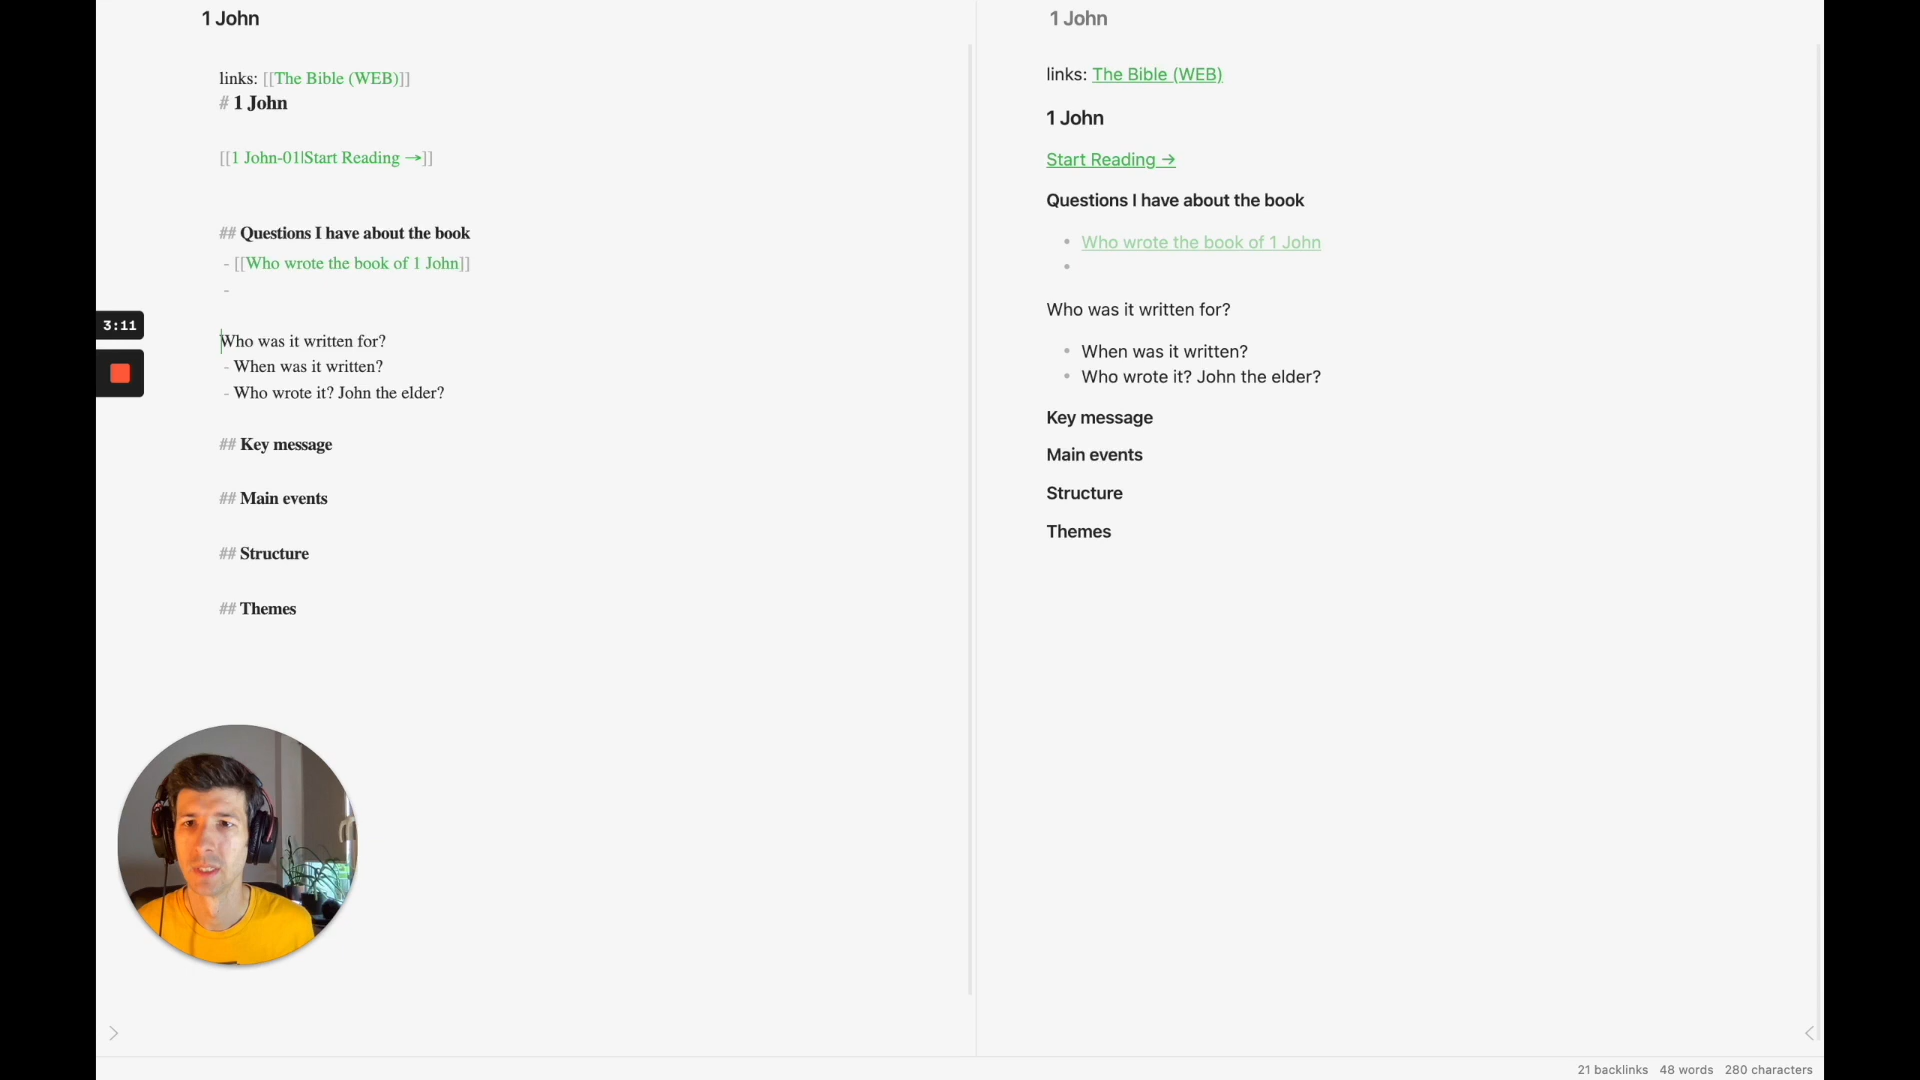 1 John
links: [[The Bible (WEB)]]
# 1 John
[[1 John-01|Start Reading →]]
## Questions I have about the book
- [[Who wrote the book of 1 John]]
-
Who was it written for?
- When was it written?
- Who wrote it? John the elder?
## Key message
## Main events
## Structure
## Themes
3:11
1 John
links: The Bible (WEB)
1 John
Start Reading →
Questions I have about the book
• Who wrote the book of 1 John
•
Who was it written for?
• When was it written?
• Who wrote it? John the elder?
Key message
Main events
Structure
Themes
21 backlinks 48 words 280 characters